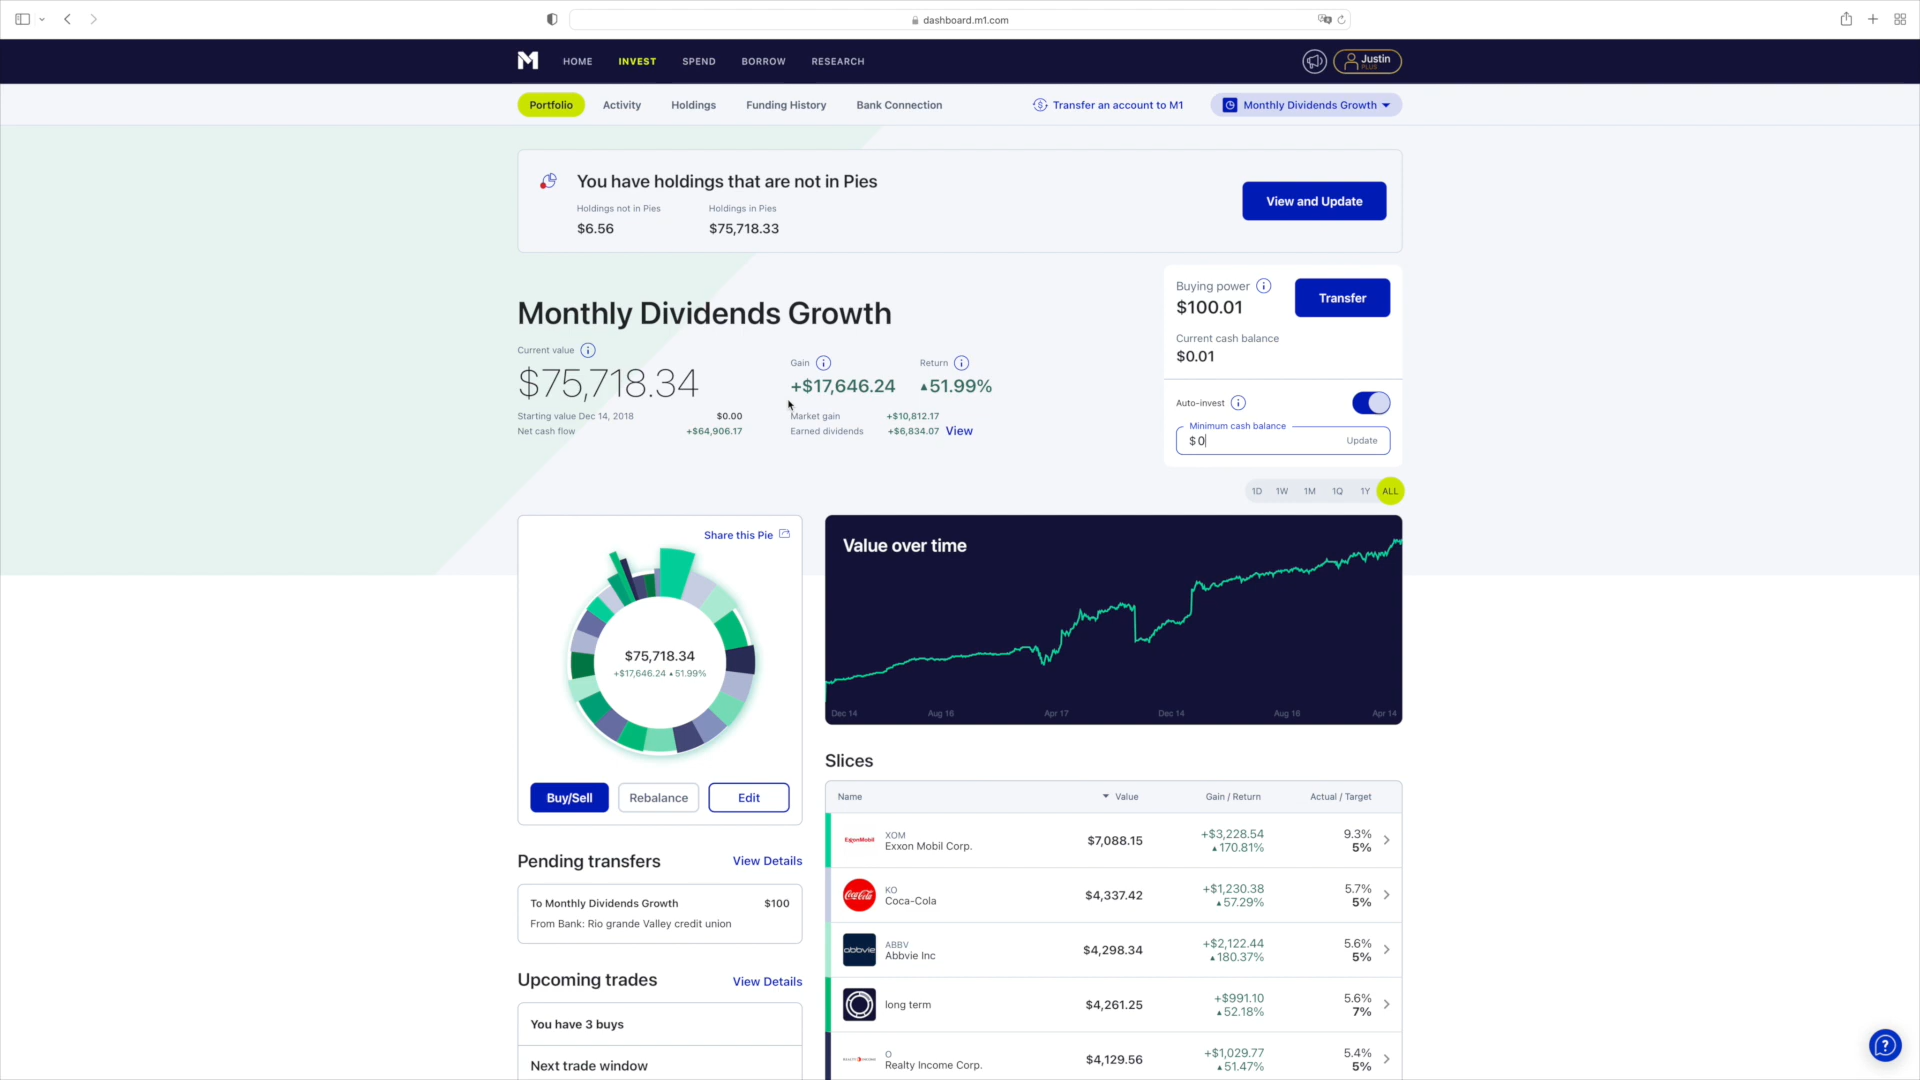 dashboard.m1.com
HOME
INVEST
SPEND
BORROW
RESEARCH
Justin
PLUS
Portfolio
Activity
Holdings
Funding History
Bank Connection
Transfer an account to M1
Monthly Dividends Growth
You have holdings that are not in Pies
Holdings not in Pies
$6.56
Holdings in Pies
$75,718.33
View and Update
Monthly Dividends Growth
Current value
$75,718.34
Starting value Dec 14, 2018 $0.00
Net cash flow +$64,906.17
Gain
+$17,646.24
Return
51.99%
Market gain +$10,812.17
Earned dividends +$6,834.07 View
Buying power
$100.01
Transfer
Current cash balance
$0.01
Auto-invest
Minimum cash balance
$ 0
Update
1D 1W 1M 1Q 1Y ALL
Share this Pie
$75,718.34
+$17,646.24 51.99%
Buy/Sell
Rebalance
Edit
Value over time
Dec 14 Aug 16 Apr 17 Dec 14 Aug 16 Apr 14
Pending transfers
View Details
To Monthly Dividends Growth $100
From Bank: Rio grande Valley credit union
Upcoming trades
View Details
You have 3 buys
Next trade window
Slices
Name Value Gain / Return Actual / Target
ExxonMobil
XOM
Exxon Mobil Corp.
$7,088.15
+$3,228.54
170.81%
9.3%
5%
Coca-Cola
KO
Coca-Cola
$4,337.42
+$1,230.38
57.29%
5.7%
5%
abbvie
ABBV
Abbvie Inc
$4,298.34
+$2,122.44
180.37%
5.6%
5%
long term
$4,261.25
+$991.10
52.18%
5.6%
7%
REALTY INCOME
O
Realty Income Corp.
$4,129.56
+$1,029.77
51.47%
5.4%
5%